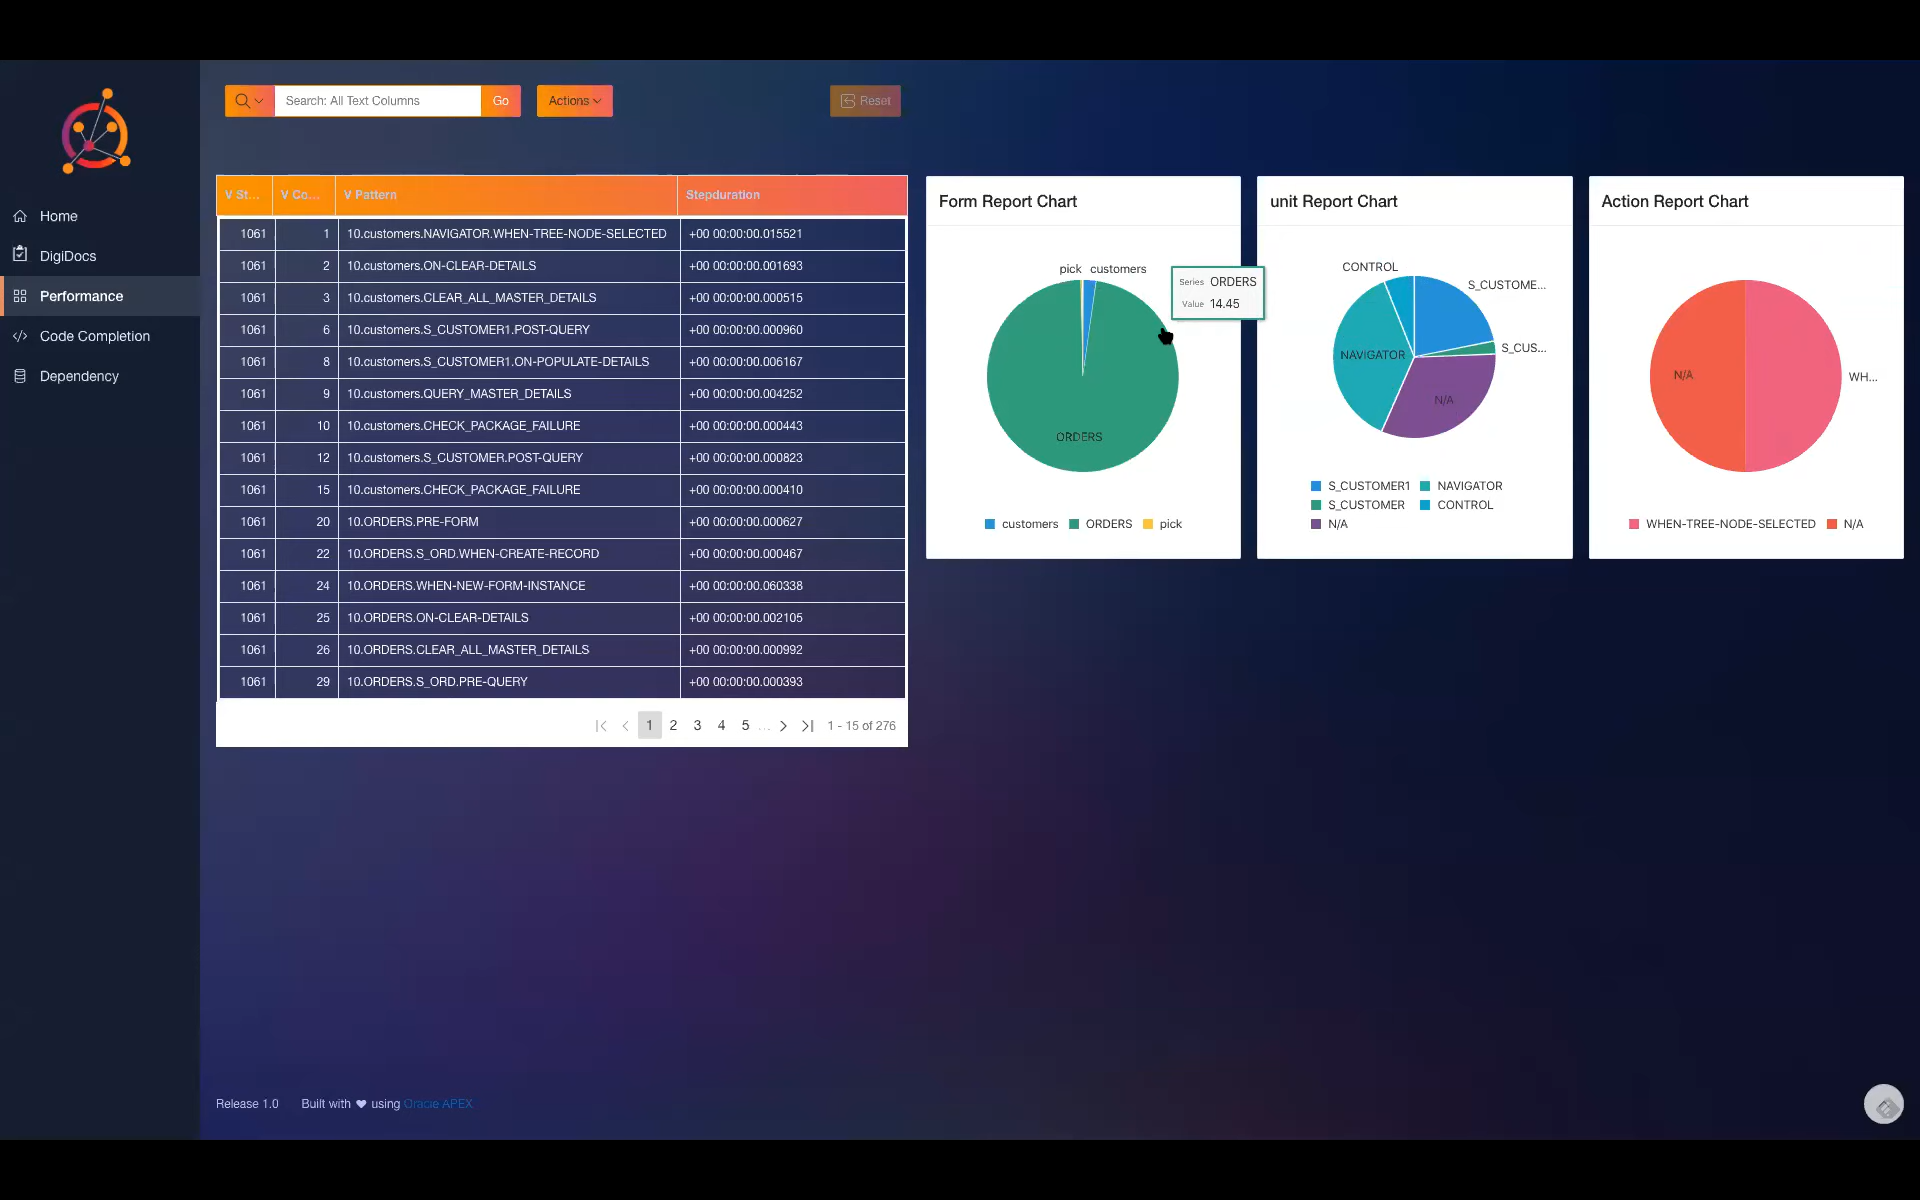 Home
DigiDocs
Performance
Code Completion
Dependency
Search: All Text Columns
Go
Actions
Reset
V St... V Co... V Pattern Stepduration
1061 1 10.customers.NAVIGATOR.WHEN-TREE-NODE-SELECTED +00 00:00:00.015521
1061 2 10.customers.ON-CLEAR-DETAILS +00 00:00:00.001693
1061 3 10.customers.CLEAR_ALL_MASTER_DETAILS +00 00:00:00.000515
1061 6 10.customers.S_CUSTOMER1.POST-QUERY +00 00:00:00.000960
1061 8 10.customers.S_CUSTOMER1.ON-POPULATE-DETAILS +00 00:00:00.006167
1061 9 10.customers.QUERY_MASTER_DETAILS +00 00:00:00.004252
1061 10 10.customers.CHECK_PACKAGE_FAILURE +00 00:00:00.000443
1061 12 10.customers.S_CUSTOMER.POST-QUERY +00 00:00:00.000823
1061 15 10.customers.CHECK_PACKAGE_FAILURE +00 00:00:00.000410
1061 20 10.ORDERS.PRE-FORM +00 00:00:00.000627
1061 22 10.ORDERS.S_ORD.WHEN-CREATE-RECORD +00 00:00:00.000467
1061 24 10.ORDERS.WHEN-NEW-FORM-INSTANCE +00 00:00:00.060338
1061 25 10.ORDERS.ON-CLEAR-DETAILS +00 00:00:00.002105
1061 26 10.ORDERS.CLEAR_ALL_MASTER_DETAILS +00 00:00:00.000992
1061 29 10.ORDERS.S_ORD.PRE-QUERY +00 00:00:00.000393
1 2 3 4 5 ... 1 - 15 of 276
Form Report Chart
pick customers
Series ORDERS
Value 14.45
ORDERS
customers ORDERS pick
unit Report Chart
CONTROL
S_CUSTOME...
S_CUS...
NAVIGATOR
N/A
S_CUSTOMER1 NAVIGATOR
S_CUSTOMER CONTROL
N/A
Action Report Chart
N/A
WH...
WHEN-TREE-NODE-SELECTED N/A
Release 1.0 Built with ❤ using Oracle APEX